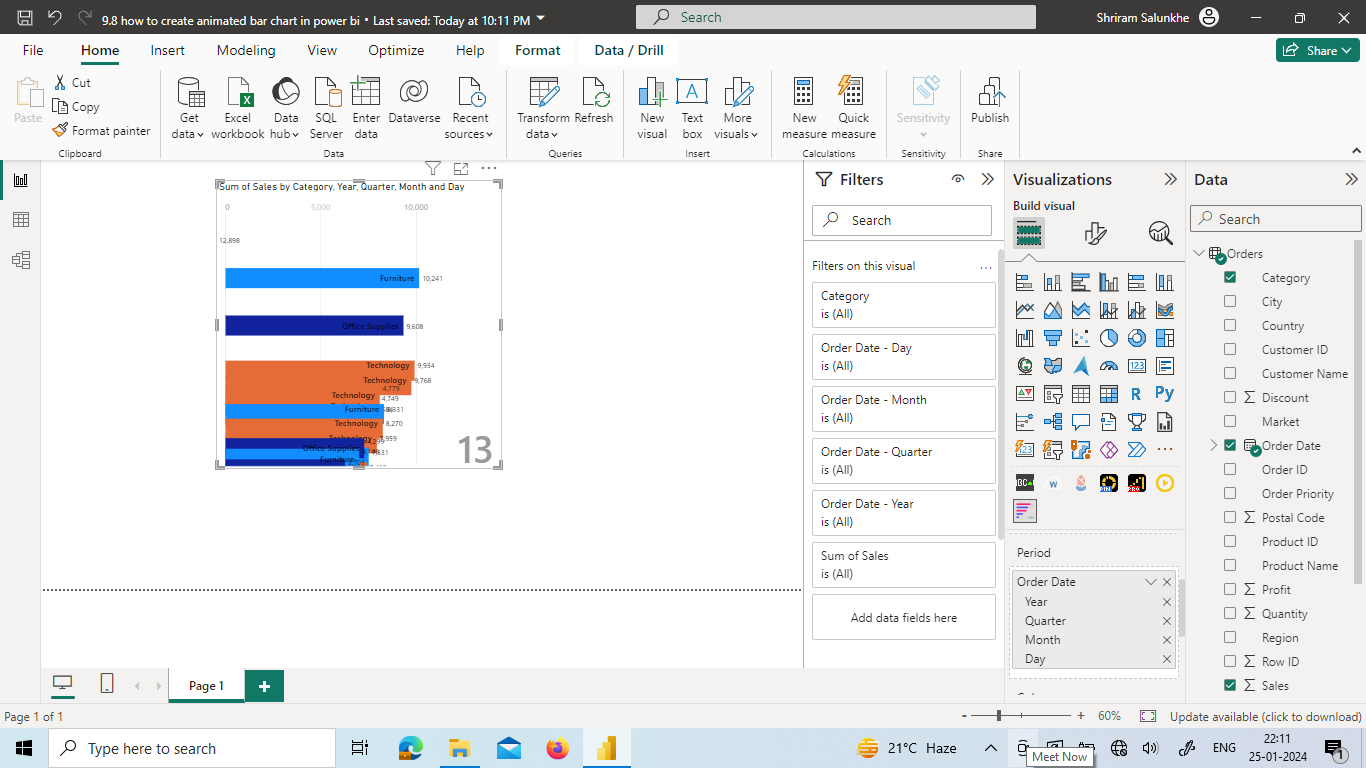 9.8 how to create animated bar chart in power bi • Last saved: Today at 10:11 PM
Search
Shriram Salunkhe
File Home Insert Modeling View Optimize Help Format Data / Drill
Share
Paste
Cut
Copy
Format painter
Clipboard
Get data
Excel workbook
Data hub
SQL Server
Enter data
Dataverse
Recent sources
Data
Transform data
Refresh
Queries
New visual
Text box
More visuals
Insert
New measure
Quick measure
Calculations
Sensitivity
Sensitivity
Publish
Share
Sum of Sales by Category, Year, Quarter, Month and Day
0 5,000 10,000
12,898
Furniture 10,241
Office Supplies 9,608
Technology 9,934
Technology 9,768
4,779
Technology 4,749
Furniture
Technology 8,270
7,959
Office Supplies
Furniture
13
Filters
Search
Filters on this visual
Category
is (All)
Order Date - Day
is (All)
Order Date - Month
is (All)
Order Date - Quarter
is (All)
Order Date - Year
is (All)
Sum of Sales
is (All)
Add data fields here
Visualizations
Build visual
R Py
123
PRO
Period
Order Date
Year
Quarter
Month
Day
Data
Search
Orders
Category
City
Country
Customer ID
Customer Name
Discount
Market
Order Date
Order ID
Order Priority
Postal Code
Product ID
Product Name
Profit
Quantity
Region
Row ID
Sales
Page 1
Page 1 of 1
- + 60%
Update available (click to download)
Type here to search
21°C Haze
ENG
22:11
25-01-2024
1
Meet Now